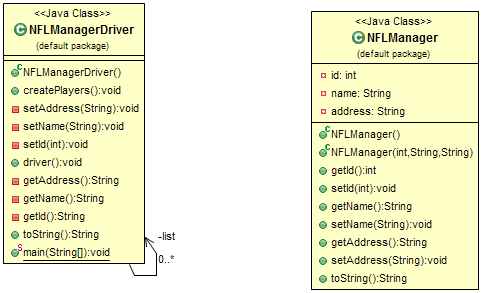 <<Java Class>>
NFLManagerDriver
(default package)
NFLManagerDriver()
createPlayers():void
setAddress(String):void
setName(String):void
setId(int):void
driver():void
getAddress():String
getName():String
getId():String
toString():String
main(String[]):void
-list
0..*
<<Java Class>>
NFLManager
(default package)
id: int
name: String
address: String
NFLManager()
NFLManager(int,String,String)
getId():int
setId(int):void
getName():String
setName(String):void
getAddress():String
setAddress(String):void
toString():String